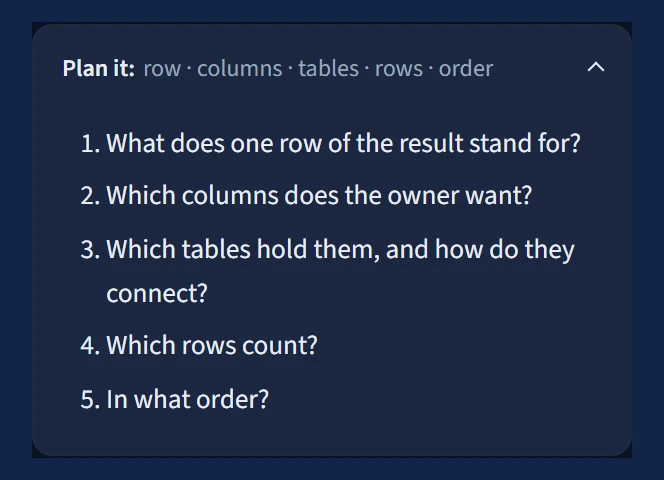 Plan it: row · columns · tables · rows · order
1. What does one row of the result stand for?
2. Which columns does the owner want?
3. Which tables hold them, and how do they
connect?
4. Which rows count?
5. In what order?